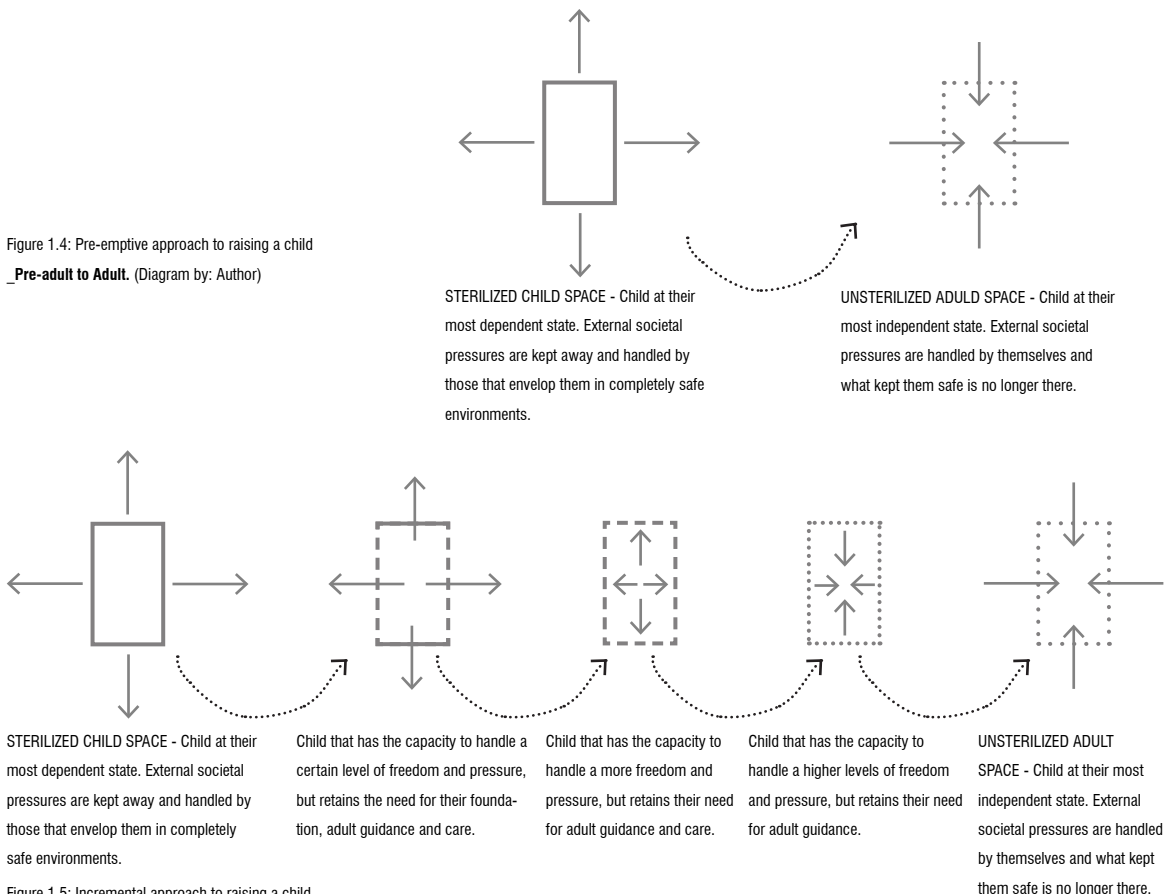 Figure 1.4: Pre-emptive approach to raising a child
_Pre-adult to Adult. (Diagram by: Author)
STERILIZED CHILD SPACE - Child at their
most dependent state. External societal
pressures are kept away and handled by
those that envelop them in completely safe
environments.
UNSTERILIZED ADULD SPACE - Child at their
most independent state. External societal
pressures are handled by themselves and
what kept them safe is no longer there.
STERILIZED CHILD SPACE - Child at their
most dependent state. External societal
pressures are kept away and handled by
those that envelop them in completely
safe environments.
Child that has the capacity to handle a
certain level of freedom and pressure,
but retains the need for their founda-
tion, adult guidance and care.
Child that has the capacity to
handle a more freedom and
pressure, but retains their need
for adult guidance and care.
Child that has the capacity to
handle a higher levels of freedom
and pressure, but retains their need
for adult guidance.
UNSTERILIZED ADULT
SPACE - Child at their most
independent state. External
societal pressures are handled
by themselves and what kept
them safe is no longer there.
Figure 1.5: Incremental approach to raising a child